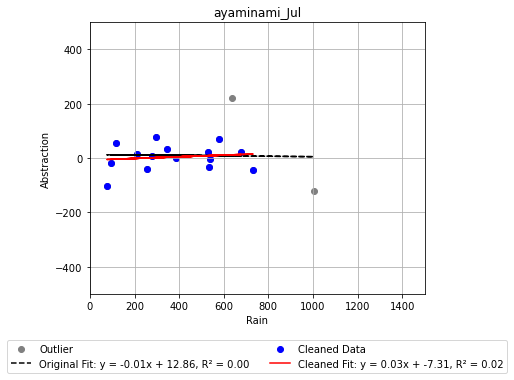 ayaminami_Jul
400
200
0
−200
−400
Abstraction
0 200 400 600 800 1000 1200 1400
Rain
Outlier
Original Fit: y = -0.01x + 12.86, R² = 0.00
Cleaned Data
Cleaned Fit: y = 0.03x + -7.31, R² = 0.02